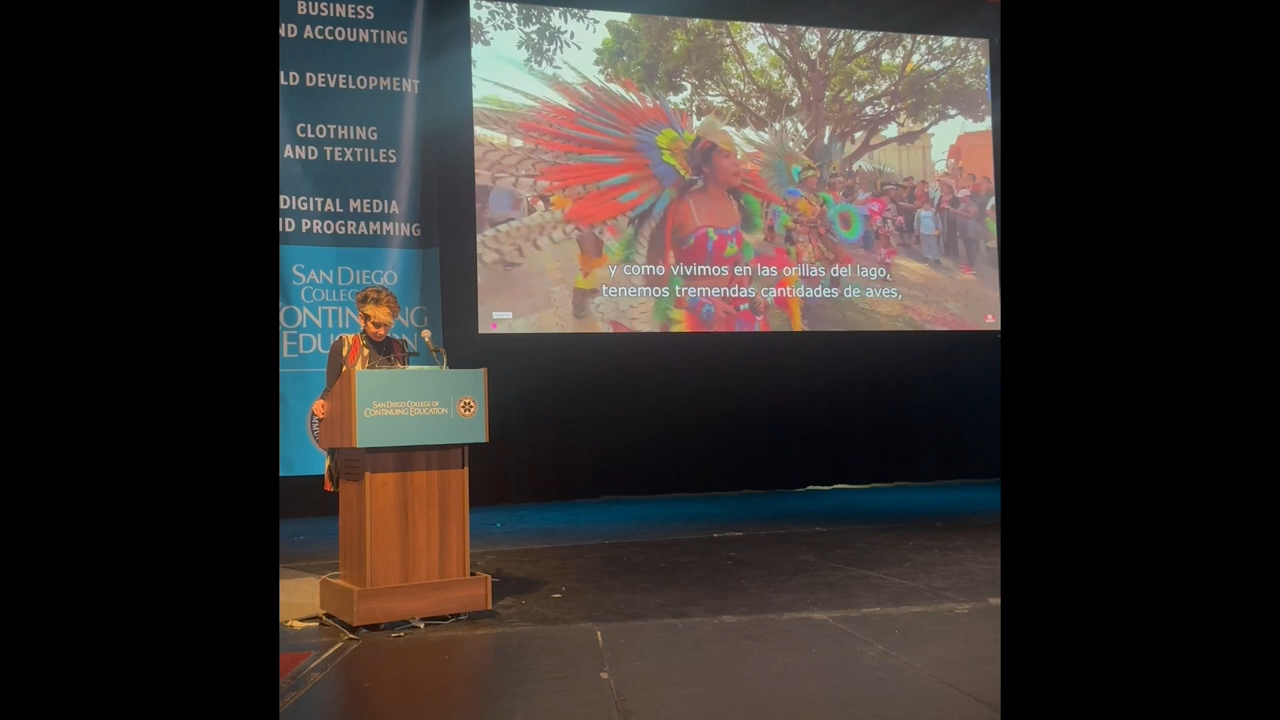 BUSINESS
ND ACCOUNTING
LD DEVELOPMENT
CLOTHING
AND TEXTILES
DIGITAL MEDIA
ND PROGRAMMING
SAN DIEGO
COLLEGE
CONTINUING
EDUCATION
y como vivimos en las orillas del lago,
tenemos tremendas cantidades de aves,
SAN DIEGO COLLEGE OF
CONTINUING EDUCATION